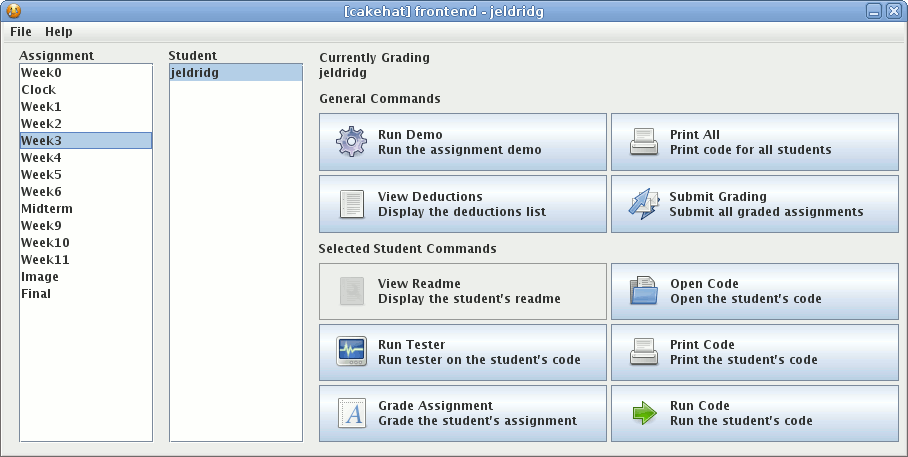 [cakehat] frontend - jeldridg
File Help
Assignment
Week0
Clock
Week1
Week2
Week3
Week4
Week5
Week6
Midterm
Week9
Week10
Week11
Image
Final
Student
jeldridg
Currently Grading
jeldridg
General Commands
Run Demo
Run the assignment demo
Print All
Print code for all students
View Deductions
Display the deductions list
Submit Grading
Submit all graded assignments
Selected Student Commands
View Readme
Display the student's readme
Open Code
Open the student's code
Run Tester
Run tester on the student's code
Print Code
Print the student's code
Grade Assignment
Grade the student's assignment
Run Code
Run the student's code